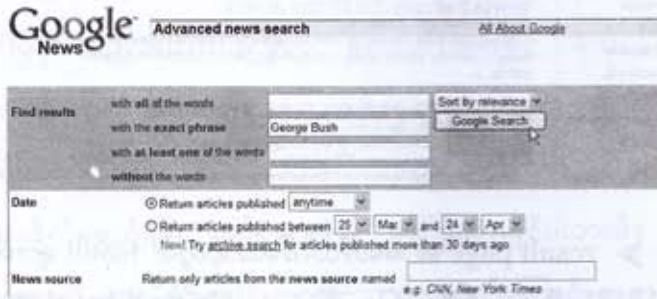 Google
News
Advanced news search
All About Google
Find results
with all of the words
Sort by relevance
with the exact phrase
George Bush
Google Search
with at least one of the words
without the words
Date
Return articles published anytime
Return articles published between 25 Mar and 24 Apr
New! Try archive search for articles published more than 30 days ago
News source
Return only articles from the news source named
e.g. CNN, New York Times